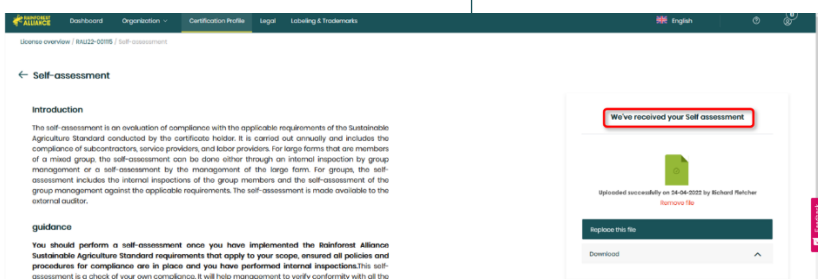 RAINFOREST ALLIANCE Dashboard Organization Certification Profile Legal Labeling & Trademarks English
License overview / RAU22-00115 / Self-assessment
← Self-assessment
Introduction
The self-assessment is an evaluation of compliance with the applicable requirements of the Sustainable
Agriculture Standard conducted by the certificate holder. It is carried out annually and includes the
compliance of subcontractors, service providers, and labor providers. For large farms that are members
of a mixed group, the self-assessment can be done either through an internal inspection by group
management or a self-assessment by the management of the large farm. For groups, the self-
assessment includes the internal inspections of the group members and the self-assessment of the
group management against the applicable requirements. The self-assessment is made available to the
external auditor.
guidance
You should perform a self-assessment once you have implemented the Rainforest Alliance
Sustainable Agriculture Standard requirements that apply to your scope, ensured all policies and
procedures for compliance are in place and you have performed internal inspections.This self-
assessment is a check of your own compliance. It will help management to verify conformity with all the
We've received your Self assessment
Uploaded successfully on 24-04-2022 by Richard Fletcher
Remove file
Replace this file
Download